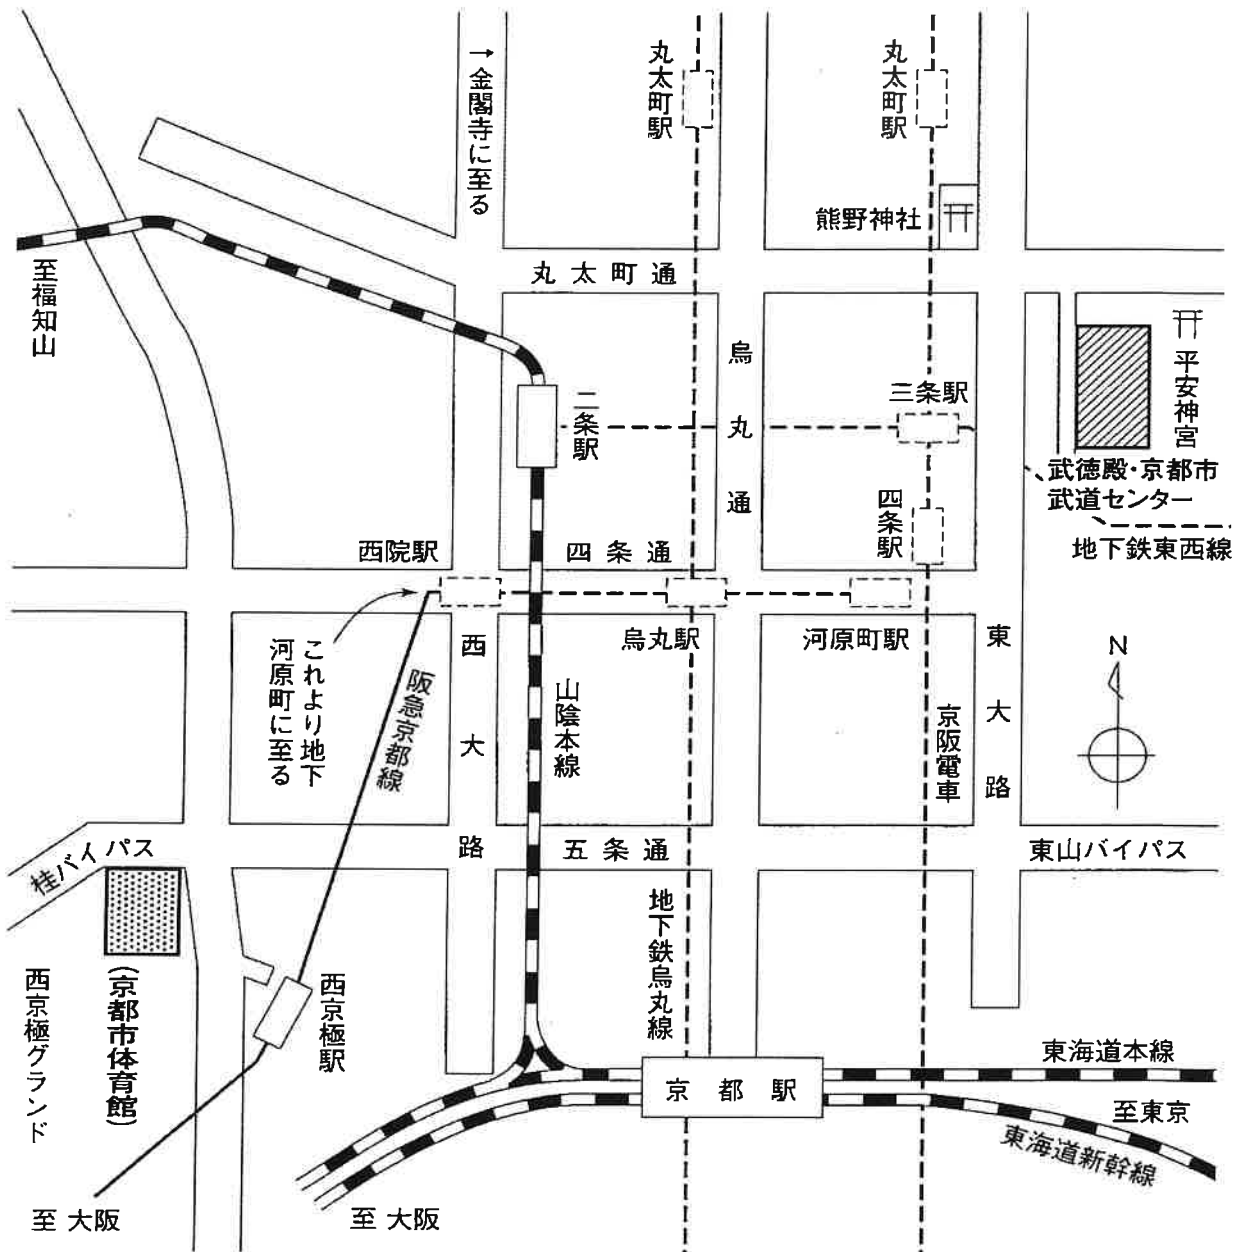 →金閣寺に至る
丸太町駅
丸太町駅
熊野神社
丸太町通
至福知山
平安神宮
烏丸通
三条駅
二条駅
武徳殿・京都市
武道センター
四条駅
地下鉄東西線
西院駅
四条通
烏丸駅
河原町駅
東大路
N
これより地下
河原町に至る
阪急京都線
西大路
山陰本線
京阪電車
五条通
東山バイパス
桂バイパス
地下鉄烏丸線
西京極駅
(京都市体育館)
西京極グランド
東海道本線
京都駅
至東京
東海道新幹線
至 大阪
至 大阪